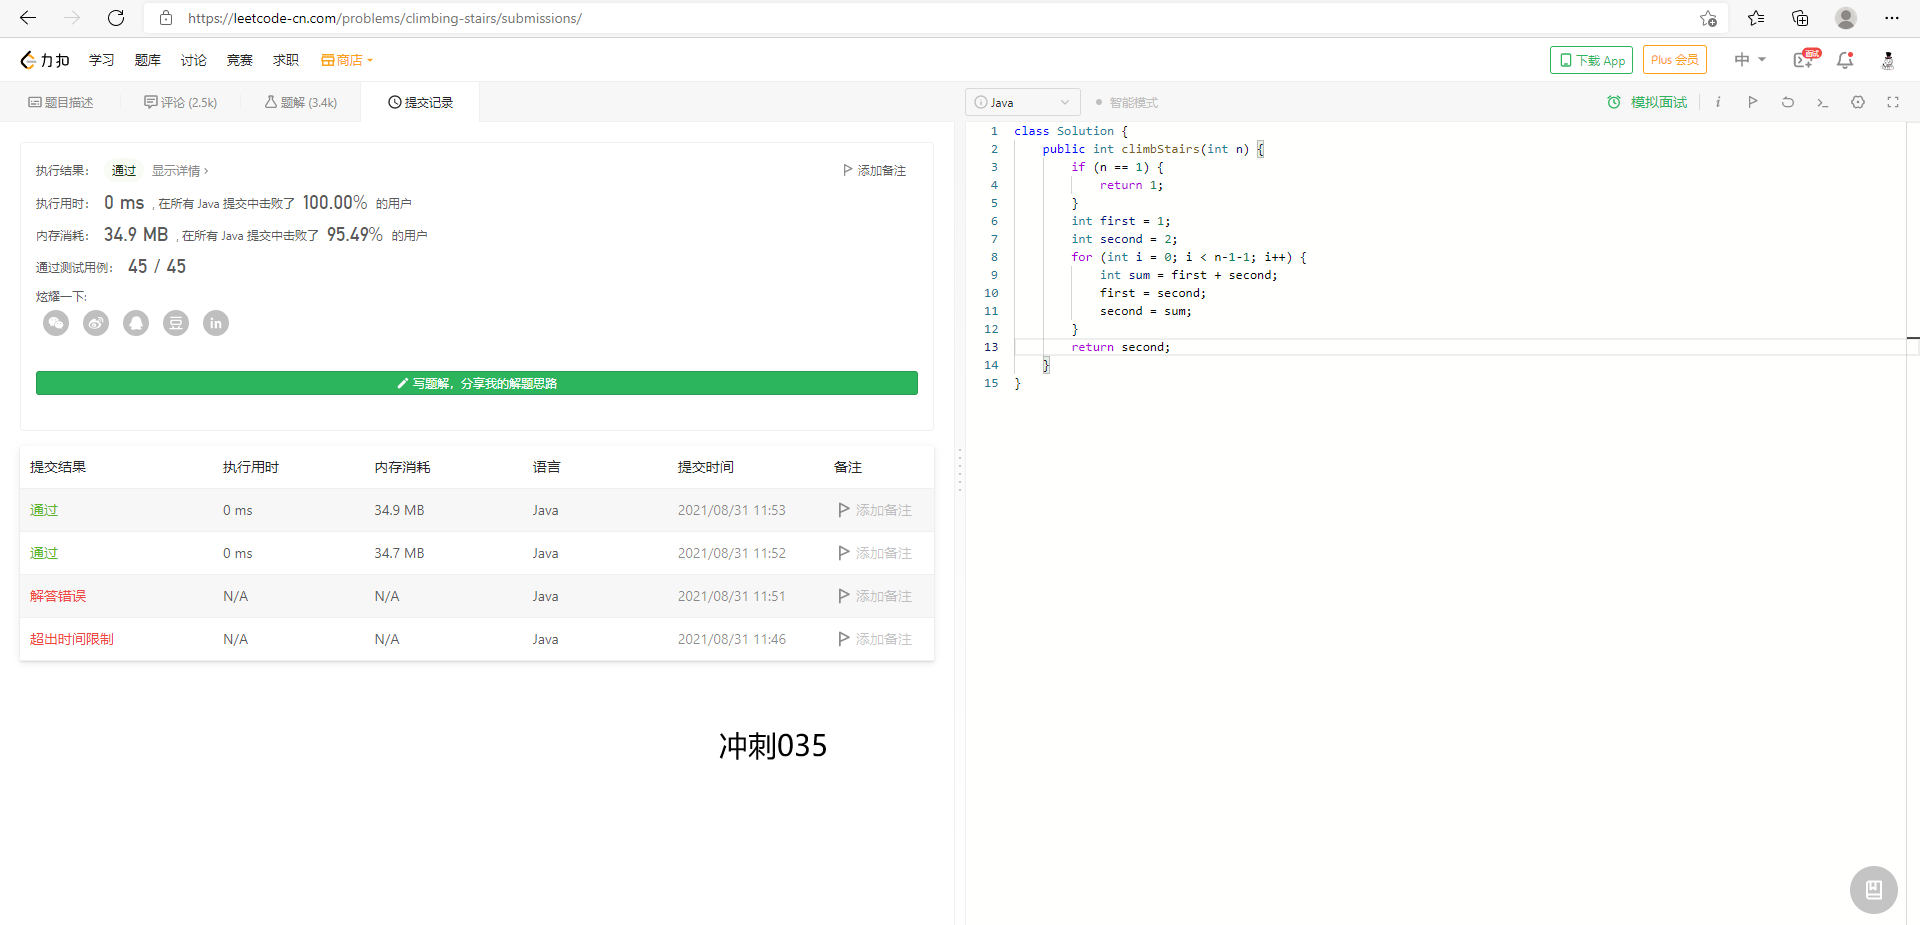 https://leetcode-cn.com/problems/climbing-stairs/submissions/
力扣 学习 题库 讨论 竞赛 求职 商店 下载 App Plus 会员 中 面试
题目描述 评论 (2.5k) 题解 (3.4k) 提交记录
执行结果： 通过 显示详情 › 添加备注
执行用时： 0 ms , 在所有 Java 提交中击败了 100.00% 的用户
内存消耗： 34.9 MB , 在所有 Java 提交中击败了 95.49% 的用户
通过测试用例： 45 / 45
炫耀一下:
豆 in
写题解，分享我的解题思路
提交结果 执行用时 内存消耗 语言 提交时间 备注
通过 0 ms 34.9 MB Java 2021/08/31 11:53 添加备注
通过 0 ms 34.7 MB Java 2021/08/31 11:52 添加备注
解答错误 N/A N/A Java 2021/08/31 11:51 添加备注
超出时间限制 N/A N/A Java 2021/08/31 11:46 添加备注
冲刺035
Java 智能模式 模拟面试 i
1 class Solution {
2 public int climbStairs(int n) {
3 if (n == 1) {
4 return 1;
5 }
6 int first = 1;
7 int second = 2;
8 for (int i = 0; i < n-1-1; i++) {
9 int sum = first + second;
10 first = second;
11 second = sum;
12 }
13 return second;
14 }
15 }